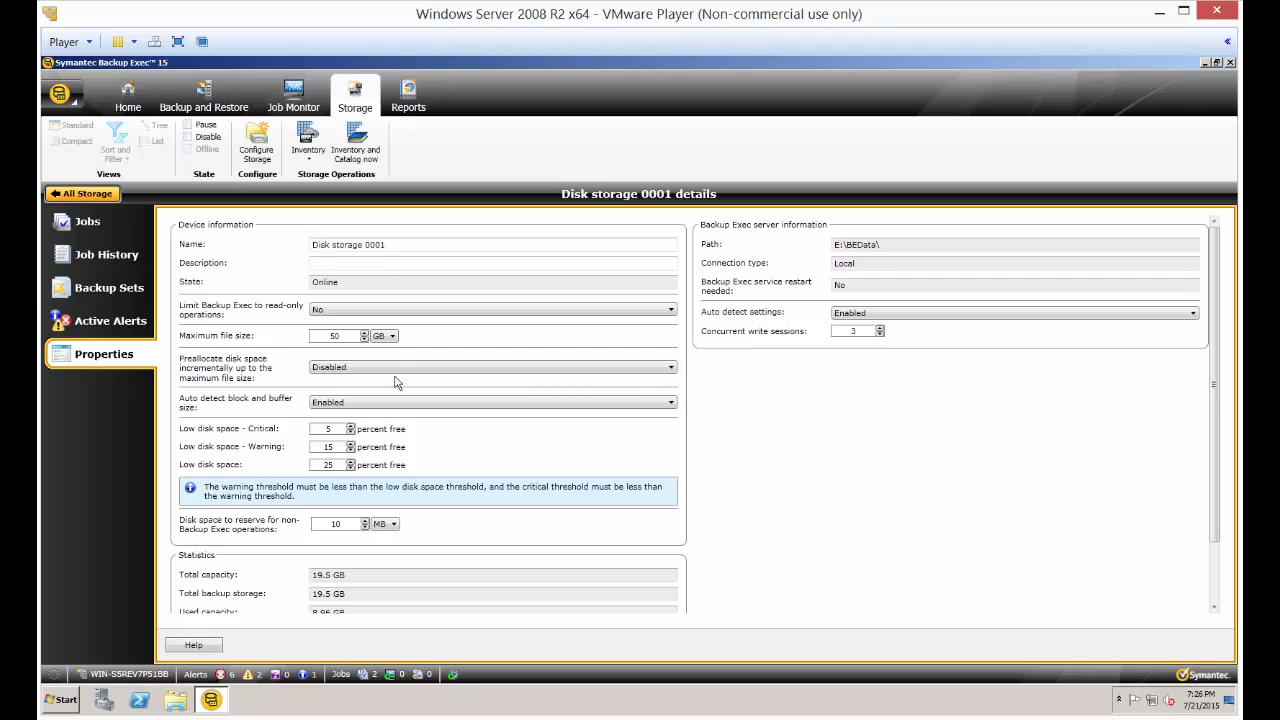 Windows Server 2008 R2 x64 - VMware Player (Non-commercial use only)
Player
Symantec Backup Exec™ 15
Home
Backup and Restore
Job Monitor
Storage
Reports
Standard
Compact
Sort and
Filter
Tree
List
Views
Pause
Disable
Offline
State
Configure
Storage
Configure
Inventory
Inventory and
Catalog now
Storage Operations
All Storage
Disk storage 0001 details
Jobs
Job History
Backup Sets
Active Alerts
Properties
Device information
Name: Disk storage 0001
Description:
State: Online
Limit Backup Exec to read-only
operations:
No
Maximum file size: 50 GB
Preallocate disk space
incrementally up to the
maximum file size:
Disabled
Auto detect block and buffer
size:
Enabled
Low disk space - Critical: 5 percent free
Low disk space - Warning: 15 percent free
Low disk space: 25 percent free
The warning threshold must be less than the low disk space threshold, and the critical threshold must be less than
the warning threshold.
Disk space to reserve for non-
Backup Exec operations:
10 MB
Statistics
Total capacity: 19.5 GB
Total backup storage: 19.5 GB
Used capacity: 8.96 GB
Backup Exec server information
Path: E:\BEData\
Connection type: Local
Backup Exec service restart
needed:
No
Auto detect settings: Enabled
Concurrent write sessions: 3
Help
WIN-S5REV7P51BB Alerts 6 2 0 1 Jobs 2 0 0
Symantec.
Start
7:26 PM
7/21/2015